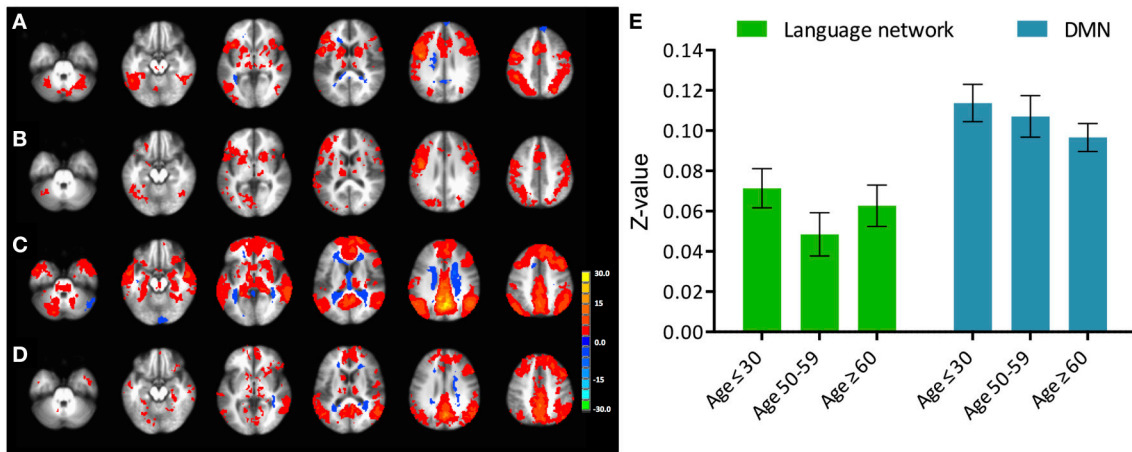 A
B
C
D
30.0
15
0.0
-15
-30.0
E
Language network
DMN
Z-value
0.14
0.12
0.10
0.08
0.06
0.04
0.02
0.00
Age ≤ 30
Age 50-59
Age ≥ 60
Age ≤ 30
Age 50-59
Age ≥ 60